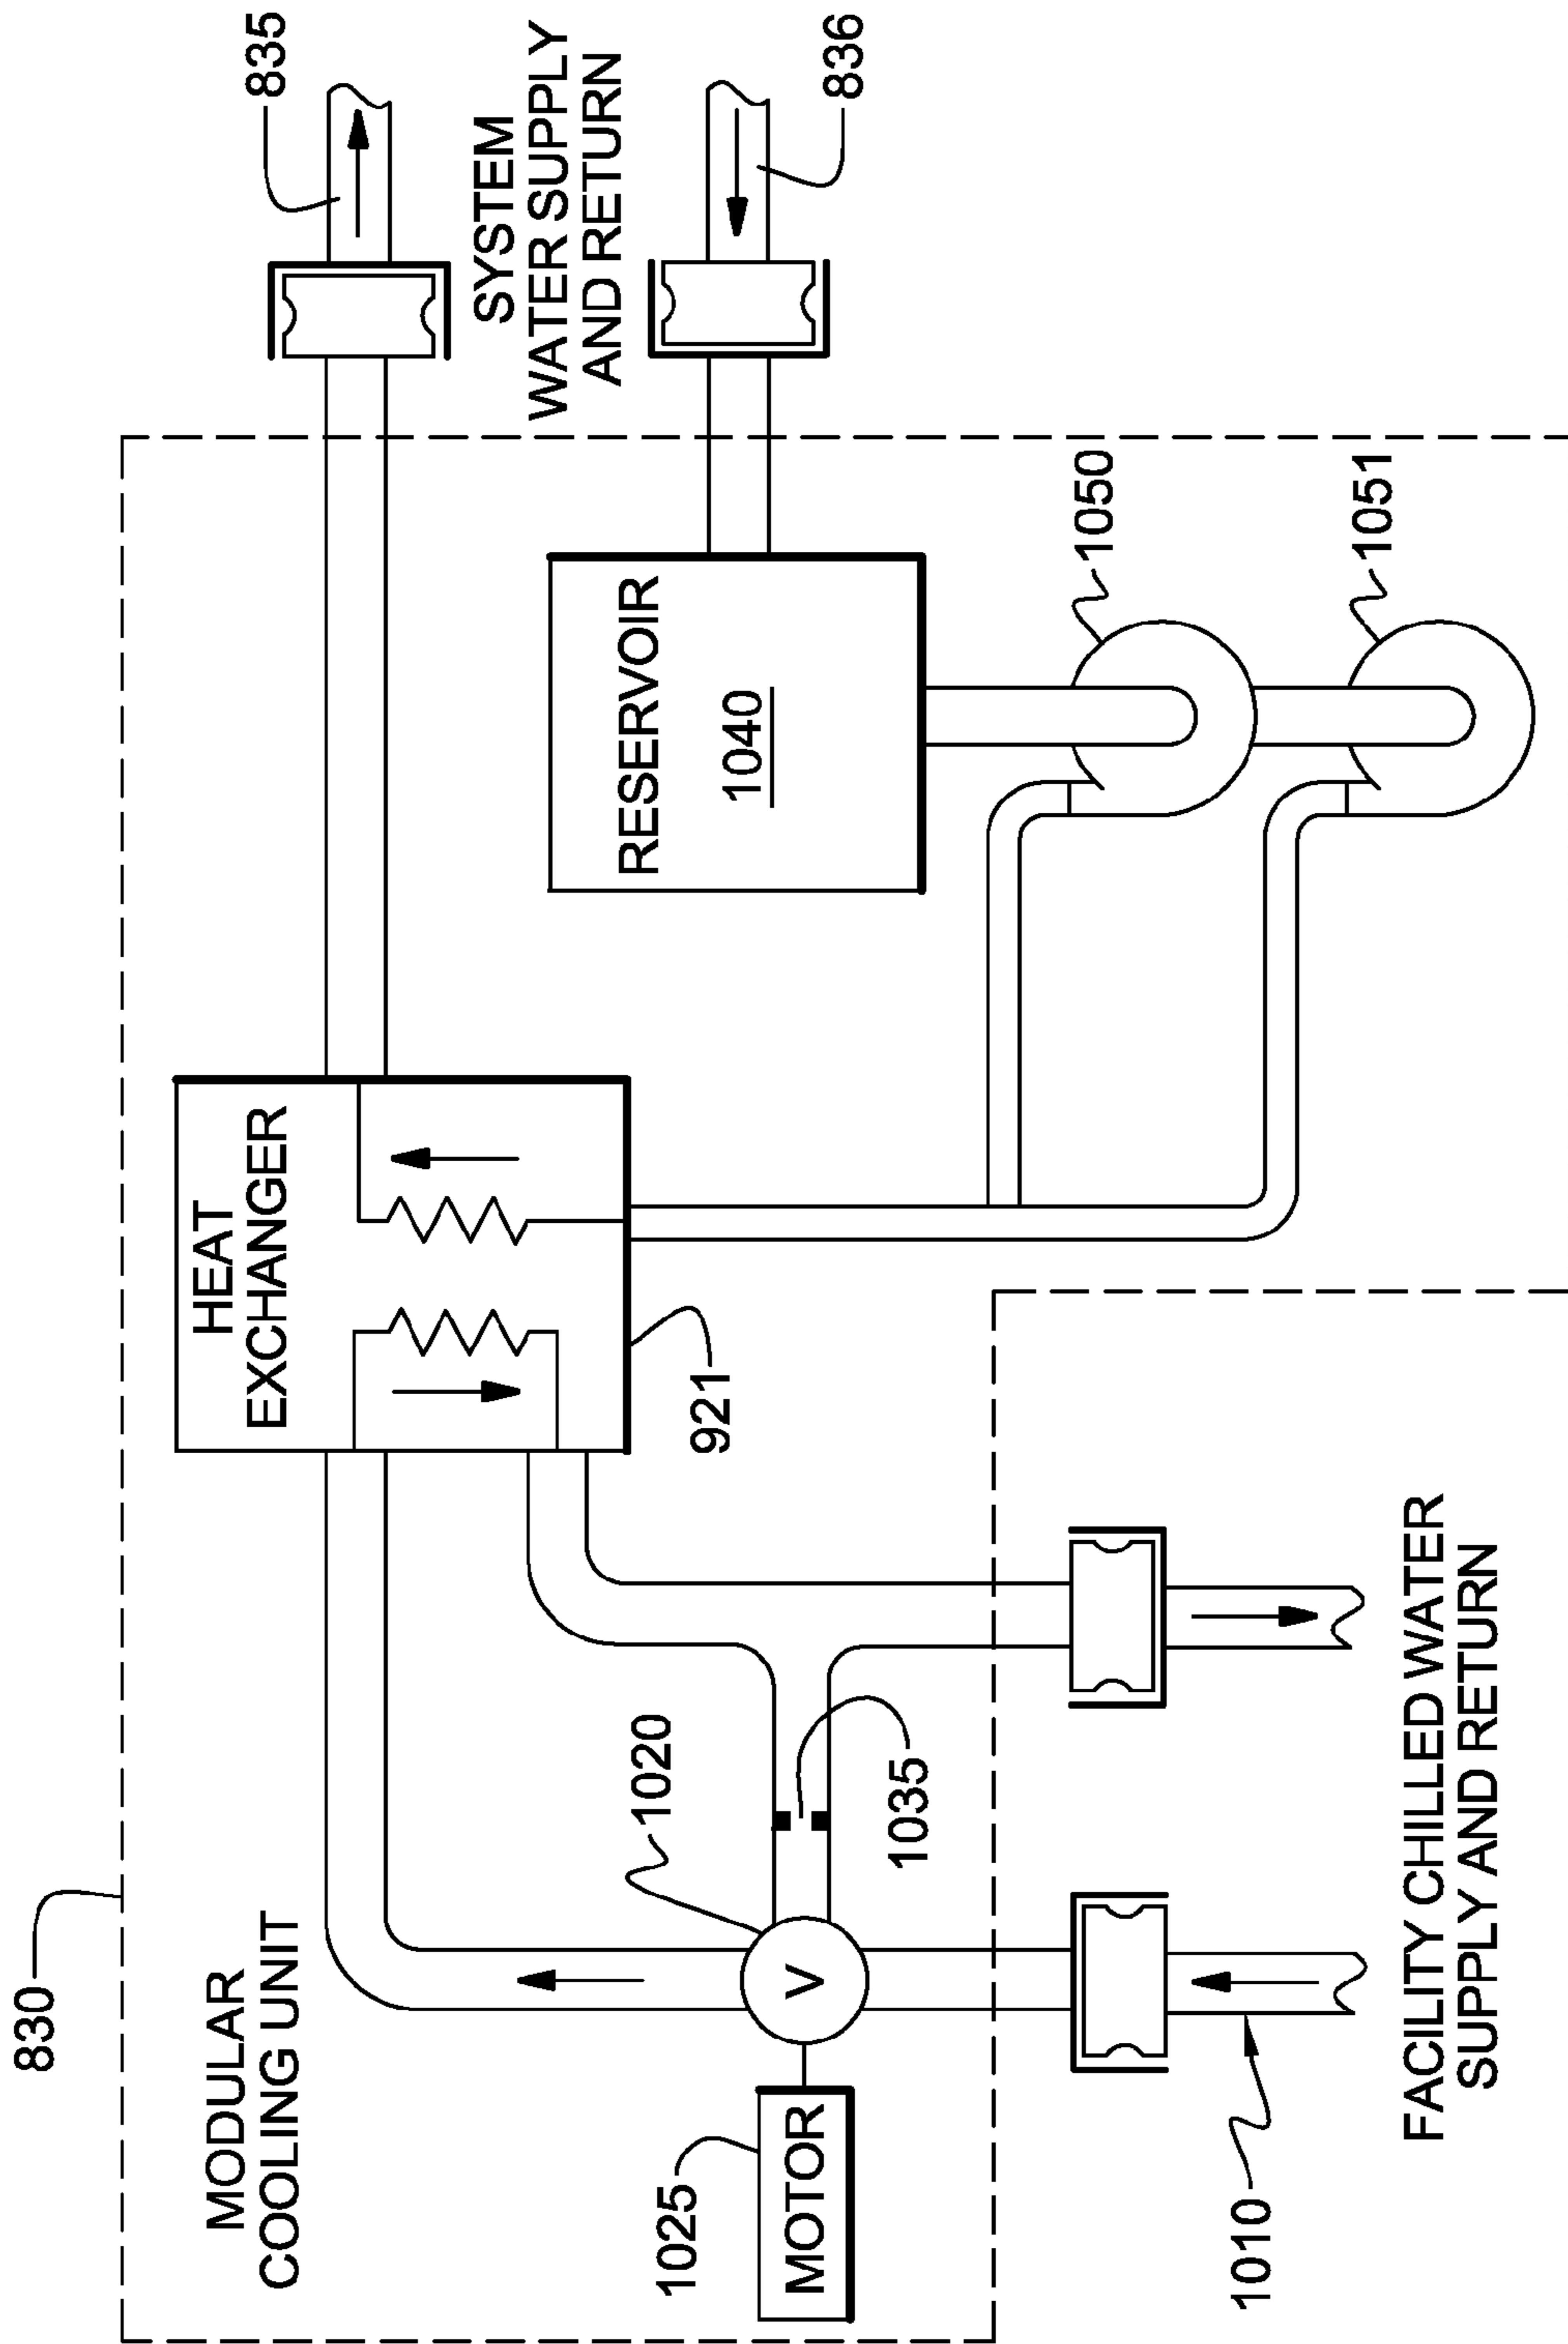 830
MODULAR
COOLING UNIT
HEAT
EXCHANGER
835
SYSTEM
WATER SUPPLY
AND RETURN
836
RESERVOIR
1040
1050
1051
921
1020
1035
V
MOTOR
1025
1010
FACILITY CHILLED WATER
SUPPLY AND RETURN